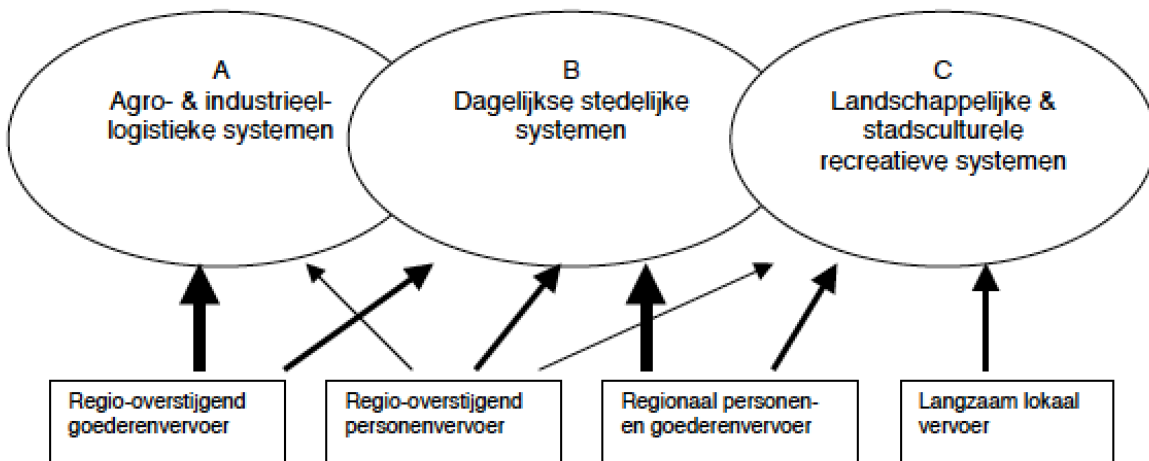 A
Agro- & industrieel-
logistieke systemen
B
Dagelijkse stedelijke
systemen
C
Landschappelijke &
stadsculturele
recreatieve systemen
Regio-overstijgend
goederenvervoer
Regio-overstijgend
personenvervoer
Regionaal personen-
en goederenvervoer
Langzaam lokaal
vervoer